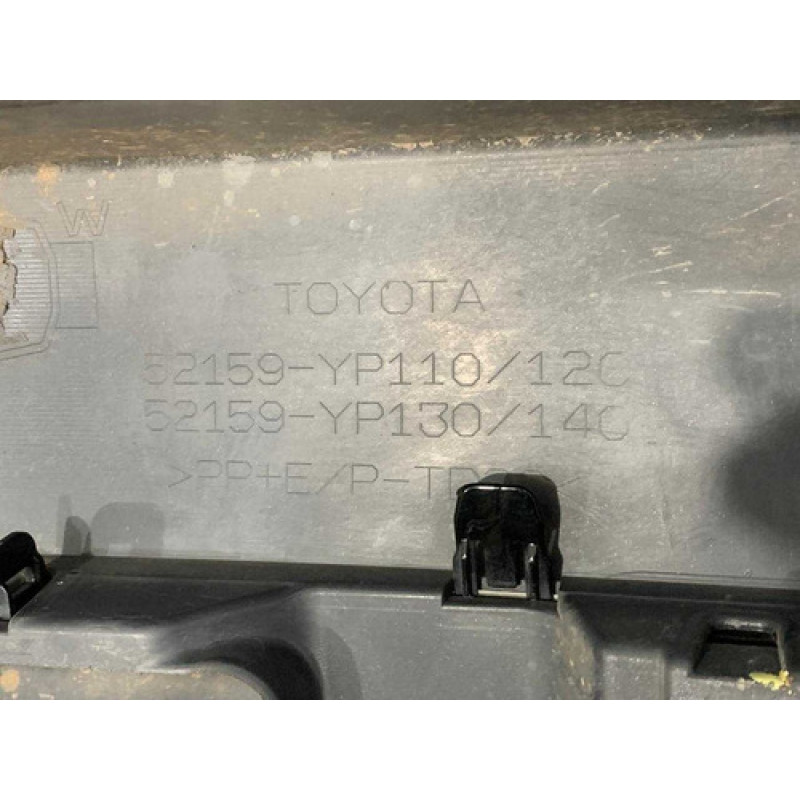 W
TOYOTA
52159-YP110/120
52159-YP130/140
>PP+E/P-